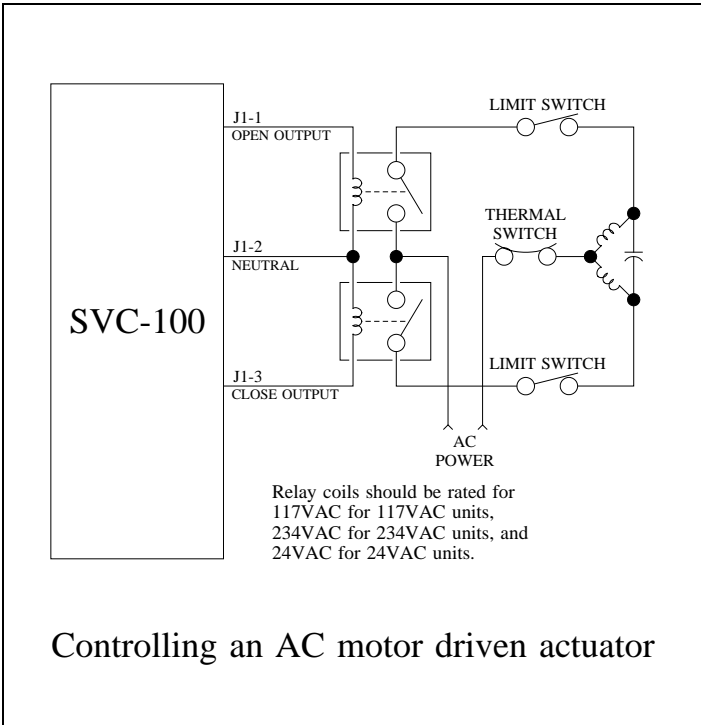 LIMIT SWITCH
J1-1
OPEN OUTPUT
THERMAL
SWITCH
J1-2
NEUTRAL
SVC-100
LIMIT SWITCH
J1-3
CLOSE OUTPUT
AC
POWER
Relay coils should be rated for
117VAC for 117VAC units,
234VAC for 234VAC units, and
24VAC for 24VAC units.
Controlling an AC motor driven actuator